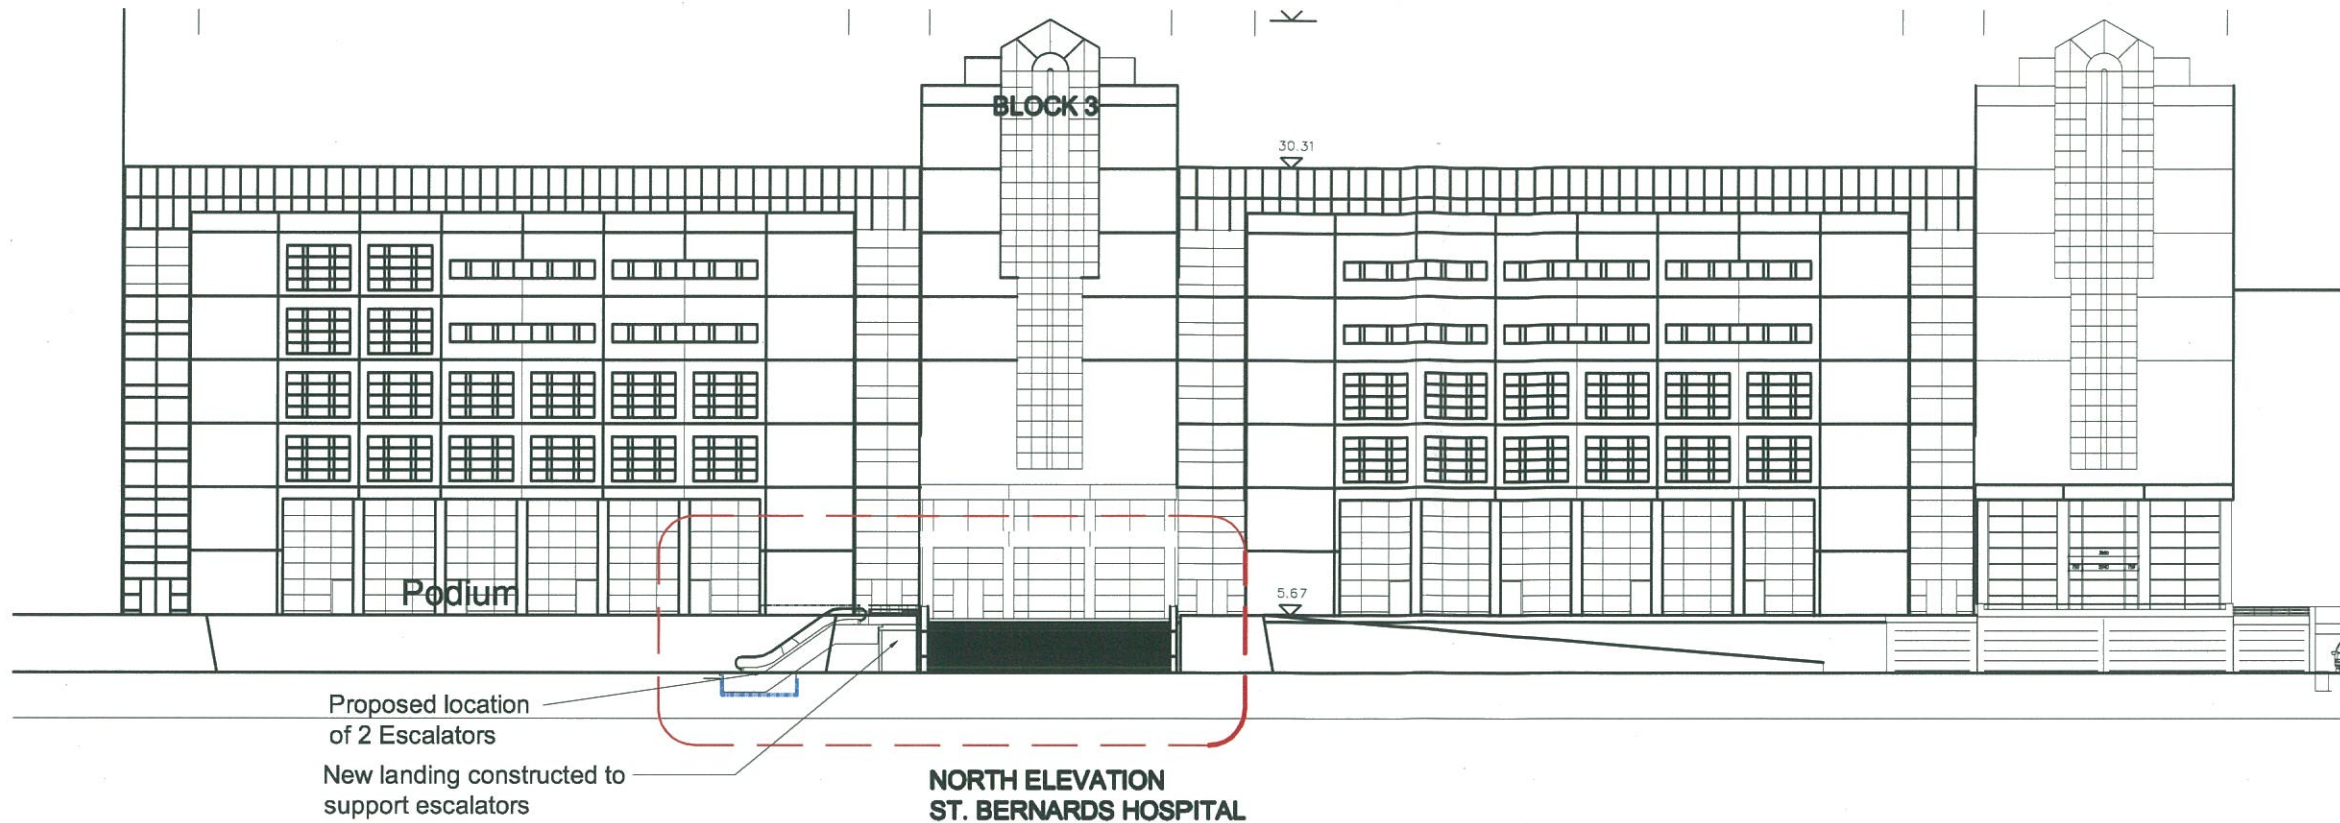 BLOCK 3
30.31
Podium
5.67
Proposed location
of 2 Escalators
New landing constructed to
support escalators
NORTH ELEVATION
ST. BERNARDS HOSPITAL